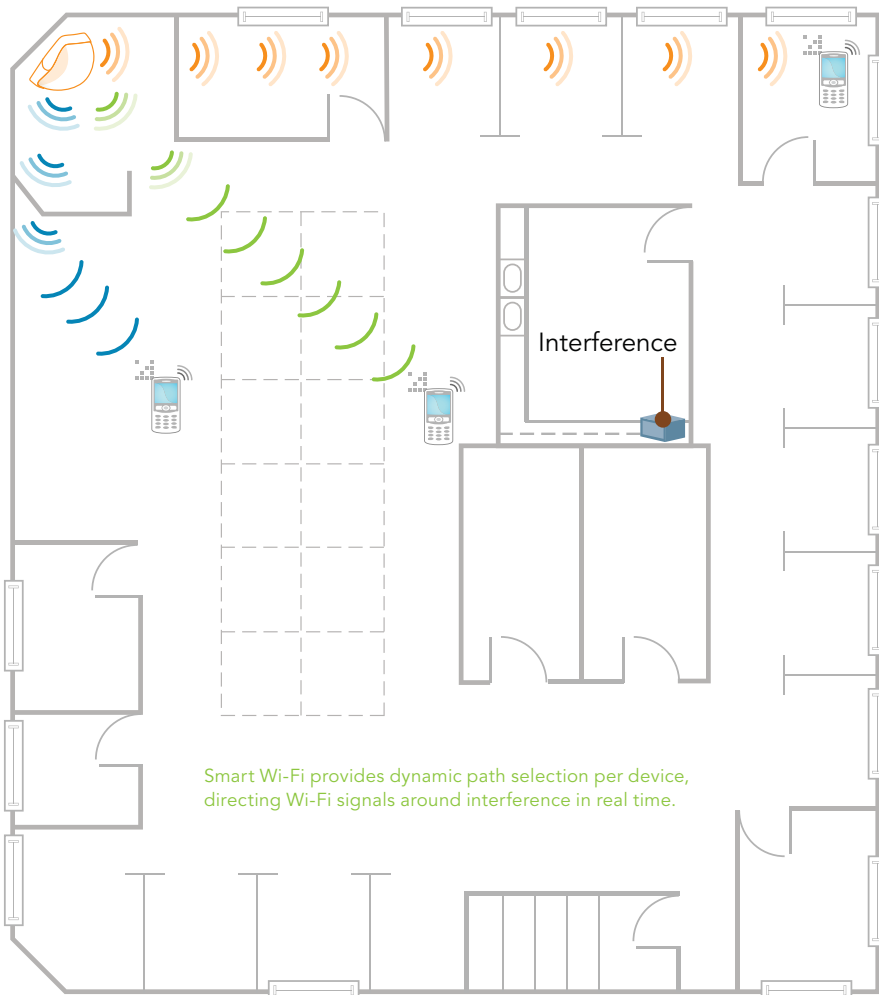 Interference
Smart Wi-Fi provides dynamic path selection per device,
directing Wi-Fi signals around interference in real time.